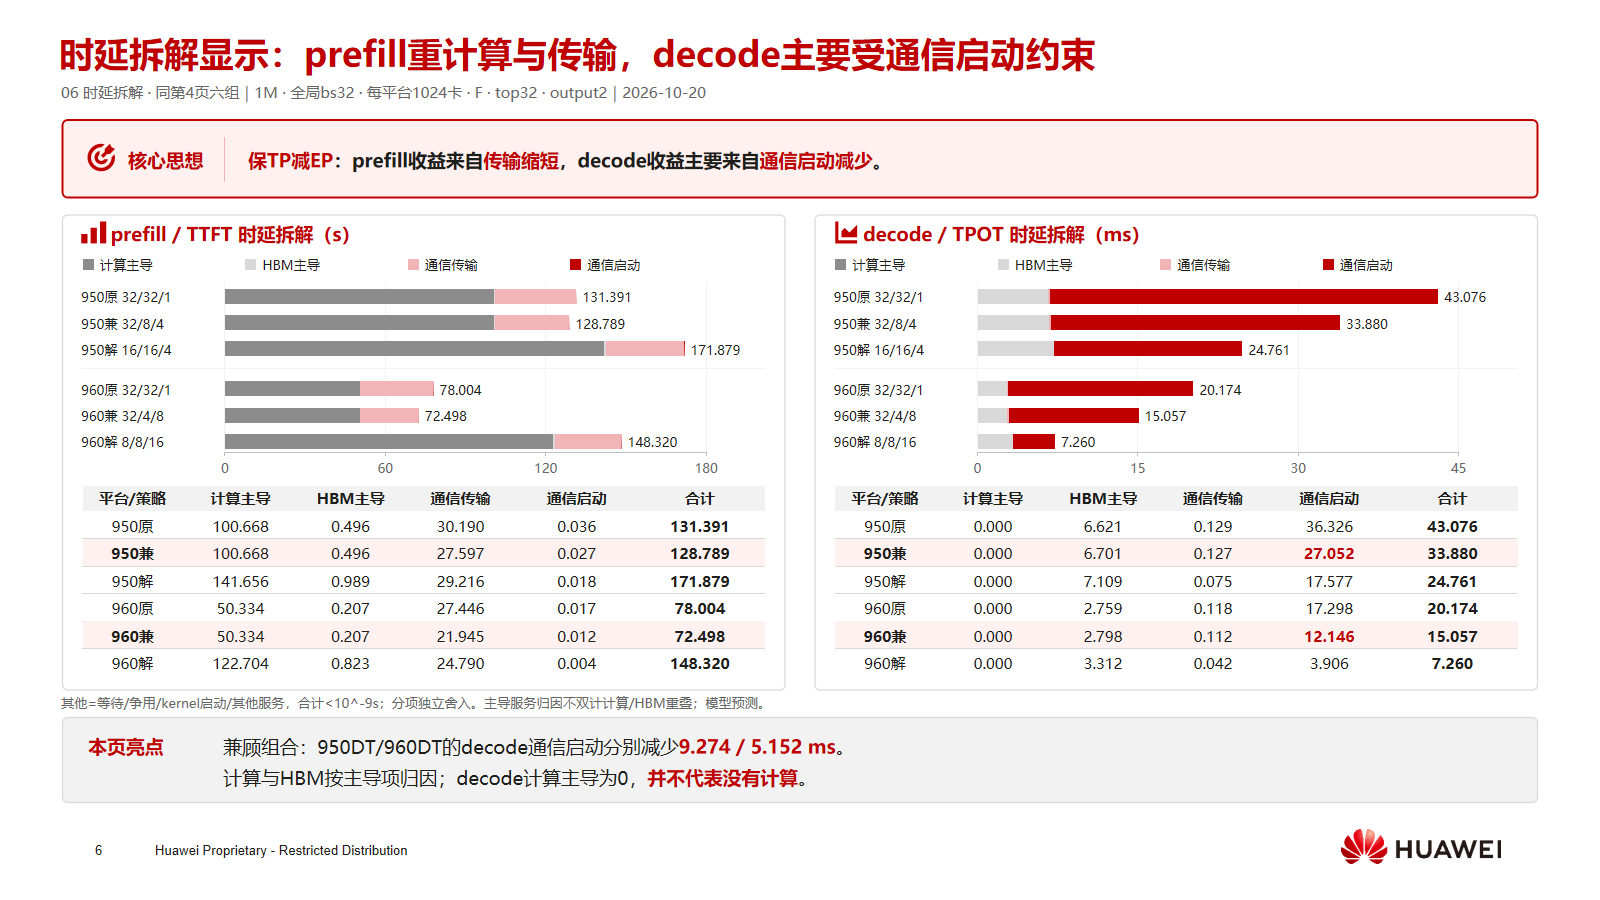 时延拆解显示：prefill重计算与传输，decode主要受通信启动约束
06 时延拆解 · 同第4页六组 | 1M · 全局bs32 · 每平台1024卡 · F · top32 · output2 | 2026-10-20
核心思想 保TP减EP：prefill收益来自传输缩短，decode收益主要来自通信启动减少。
prefill / TTFT 时延拆解（s）
计算主导 HBM主导 通信传输 通信启动
950原 32/32/1 131.391
950兼 32/8/4 128.789
950解 16/16/4 171.879
960原 32/32/1 78.004
960兼 32/4/8 72.498
960解 8/8/16 148.320
0 60 120 180
平台/策略 计算主导 HBM主导 通信传输 通信启动 合计
950原 100.668 0.496 30.190 0.036 131.391
950兼 100.668 0.496 27.597 0.027 128.789
950解 141.656 0.989 29.216 0.018 171.879
960原 50.334 0.207 27.446 0.017 78.004
960兼 50.334 0.207 21.945 0.012 72.498
960解 122.704 0.823 24.790 0.004 148.320
decode / TPOT 时延拆解（ms）
计算主导 HBM主导 通信传输 通信启动
950原 32/32/1 43.076
950兼 32/8/4 33.880
950解 16/16/4 24.761
960原 32/32/1 20.174
960兼 32/4/8 15.057
960解 8/8/16 7.260
0 15 30 45
平台/策略 计算主导 HBM主导 通信传输 通信启动 合计
950原 0.000 6.621 0.129 36.326 43.076
950兼 0.000 6.701 0.127 27.052 33.880
950解 0.000 7.109 0.075 17.577 24.761
960原 0.000 2.759 0.118 17.298 20.174
960兼 0.000 2.798 0.112 12.146 15.057
960解 0.000 3.312 0.042 3.906 7.260
其他=等待/争用/kernel启动/其他服务，合计<10^-9s；分项独立舍入。主导服务归因不双计计算/HBM重叠；模型预测。
本页亮点 兼顾组合：950DT/960DT的decode通信启动分别减少9.274 / 5.152 ms。
计算与HBM按主导项归因；decode计算主导为0，并不代表没有计算。
6 Huawei Proprietary - Restricted Distribution
HUAWEI